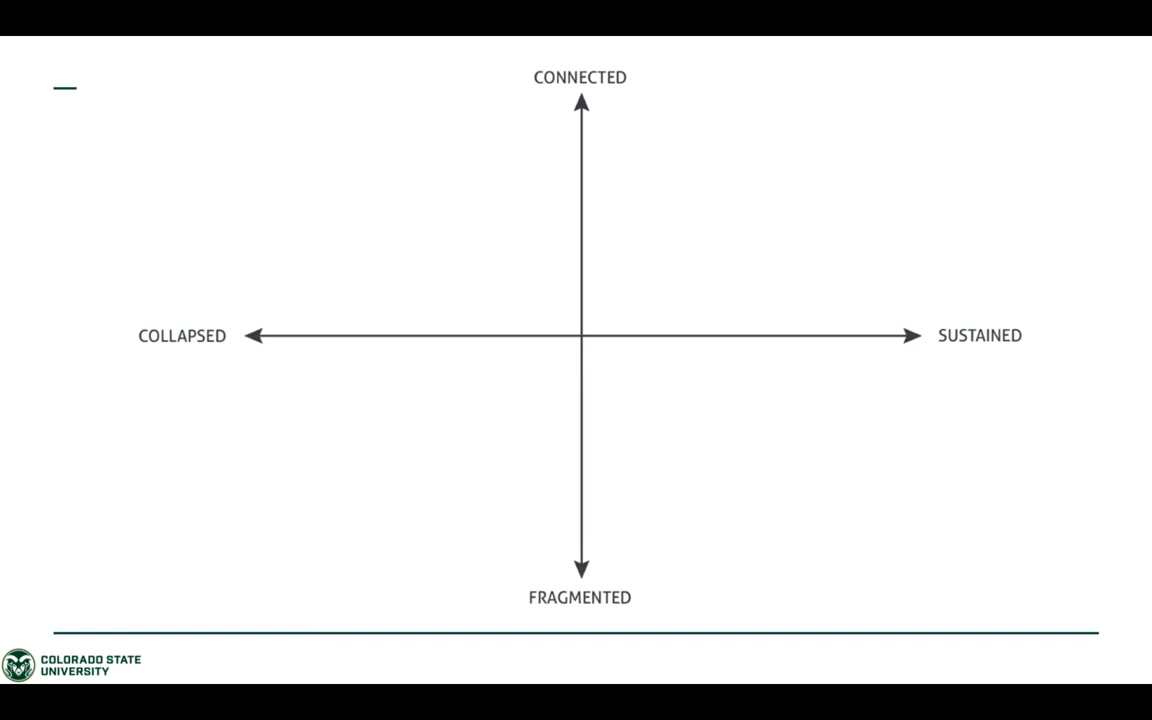 CONNECTED
COLLAPSED
SUSTAINED
FRAGMENTED
COLORADO STATE
UNIVERSITY